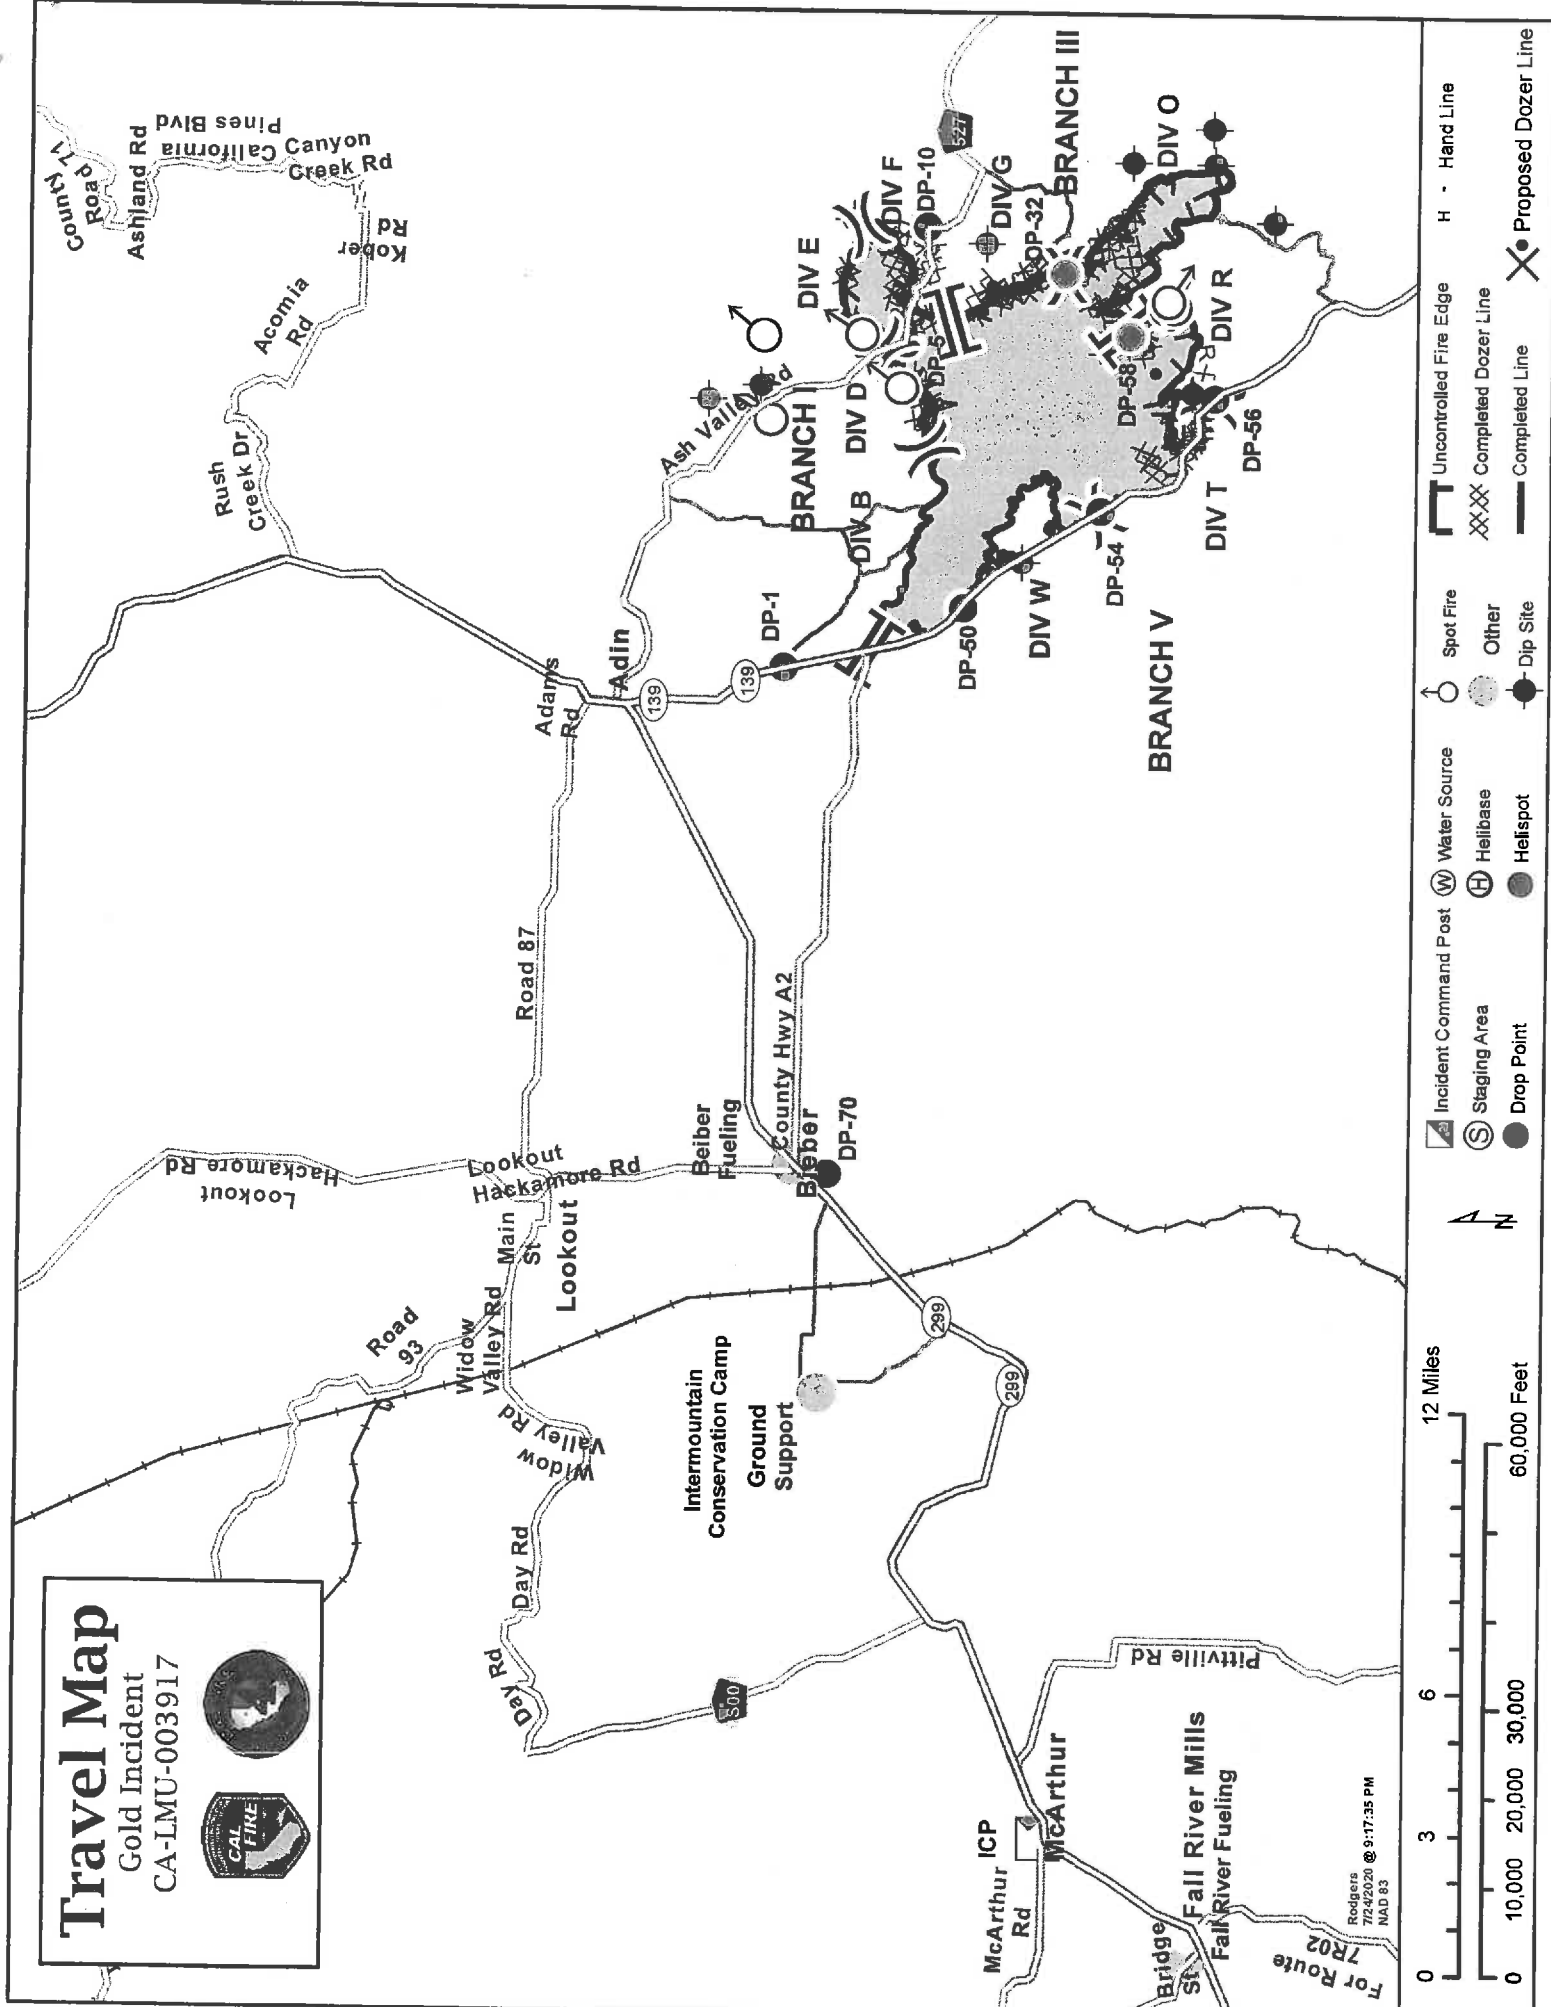 Travel Map
Gold Incident
CA-LMU-003917
CAL
FIRE
County
Road 71
Ashland Rd
California
Pines Blvd
Canyon
Creek Rd
Kober
Rd
Acomia
Rd
Rush
Creek Dr
Lookout
Hackamore Rd
Road
93
Widow
Valley Rd
Main
St
Lookout
Hackamore Rd
Lookout
Road 87
Adams
Rd
Adin
139
139
Ash Valley Rd
Day Rd
Day Rd
Widow
Valley Rd
Intermountain
Conservation Camp
Ground
Support
Beiber
Fueling
County Hwy A2
Bieber
DP-70
299
299
DP-1
BRANCH I
DIV B
DIV D
DIV E
DIV F
DP-10
527
DIV G
DP-32
BRANCH III
DIV O
DIV R
DP-58
DP-56
DIV T
DP-54
DIV W
DP-50
BRANCH V
Pittville Rd
ICP
McArthur
McArthur
Rd
Fall River Mills
Fall River Fueling
Bridge
St
For Route
7R02
Rodgers
7/24/2020 @ 9:17:35 PM
NAD 83
0 3 6 12 Miles
0 10,000 20,000 30,000 60,000 Feet
N
Incident Command Post
W Water Source
Spot Fire
Uncontrolled Fire Edge
H - Hand Line
S Staging Area
H Helibase
Other
Completed Dozer Line
Drop Point
Helispot
Dip Site
Completed Line
Proposed Dozer Line